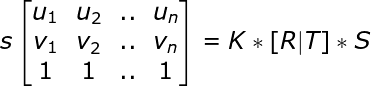 s [u₁ u₂ .. uₙ
v₁ v₂ .. vₙ
1 1 .. 1] = K ∗ [R|T] ∗ S